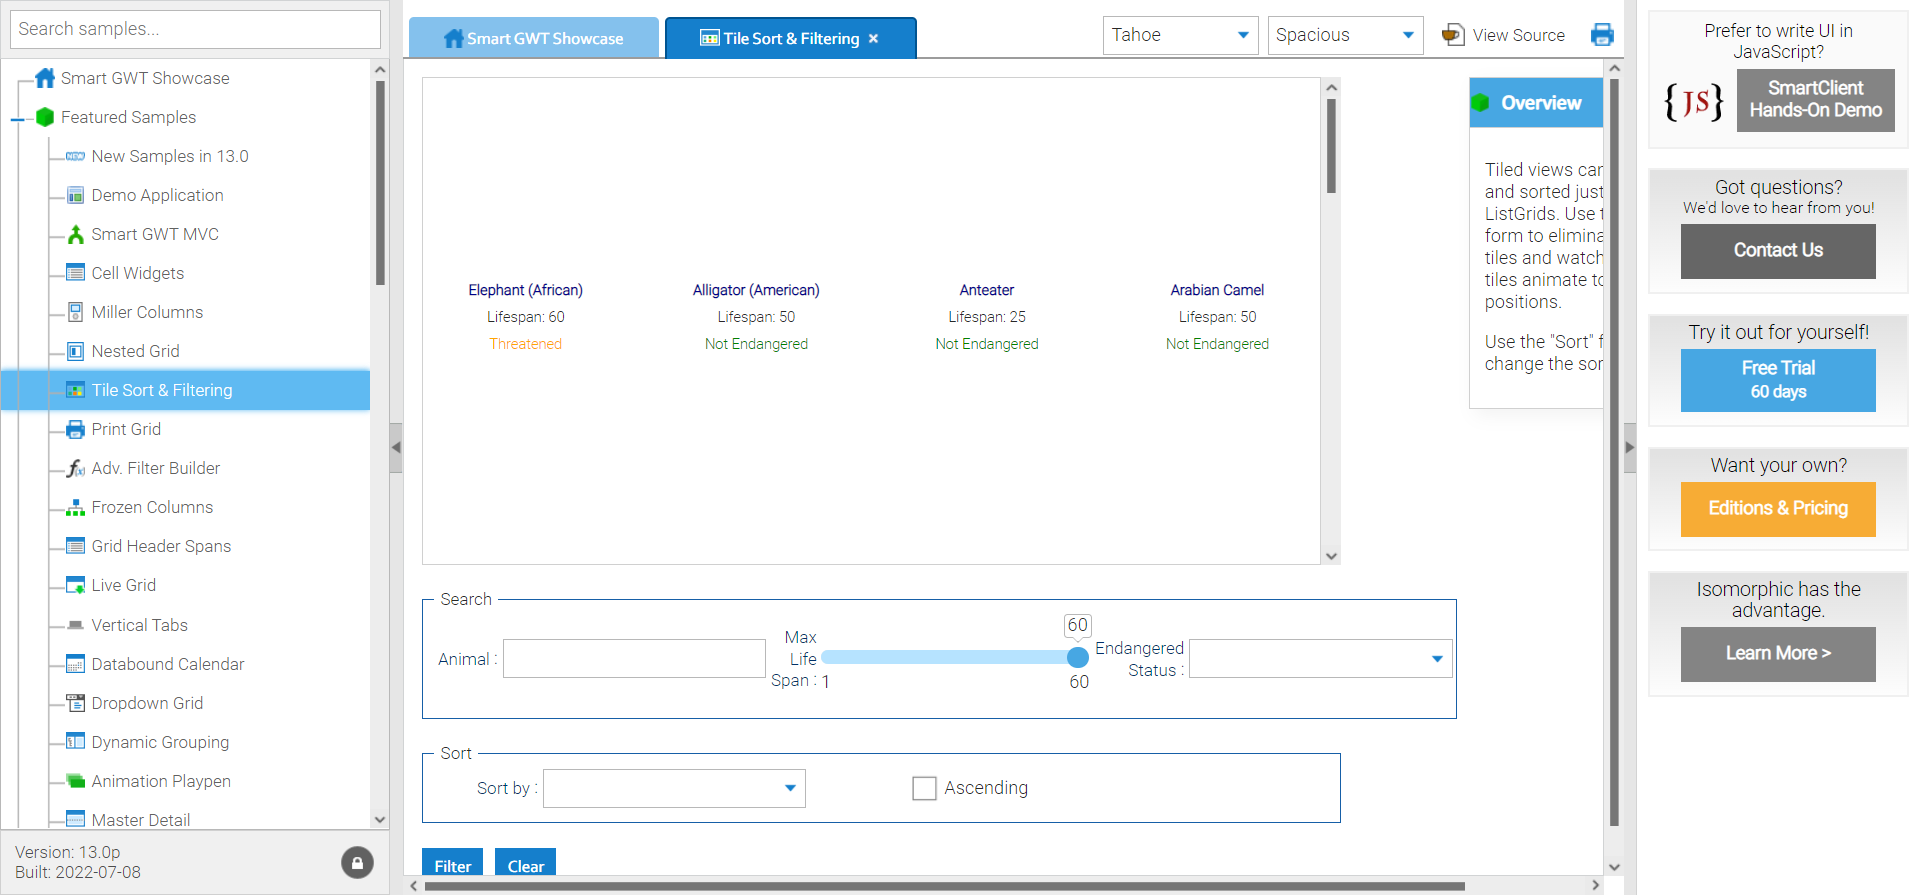 Search samples...
Smart GWT Showcase
Featured Samples
New Samples in 13.0
Demo Application
Smart GWT MVC
Cell Widgets
Miller Columns
Nested Grid
Tile Sort & Filtering
Print Grid
Adv. Filter Builder
Frozen Columns
Grid Header Spans
Live Grid
Vertical Tabs
Databound Calendar
Dropdown Grid
Dynamic Grouping
Animation Playpen
Master Detail
Version: 13.0p
Built: 2022-07-08
Smart GWT Showcase
Tile Sort & Filtering
Tahoe
Spacious
View Source
Elephant (African)
Lifespan: 60
Threatened
Alligator (American)
Lifespan: 50
Not Endangered
Anteater
Lifespan: 25
Not Endangered
Arabian Camel
Lifespan: 50
Not Endangered
Overview
Tiled views can
and sorted just
ListGrids. Use
form to elimina
tiles and watch
tiles animate to
positions.
Use the "Sort"
change the sor
Search
Animal :
Max
Life
Span :
60
1
60
Endangered
Status :
Sort
Sort by :
Ascending
Filter
Clear
Prefer to write UI in
JavaScript?
{JS}
SmartClient
Hands-On Demo
Got questions?
We'd love to hear from you!
Contact Us
Try it out for yourself!
Free Trial
60 days
Want your own?
Editions & Pricing
Isomorphic has the
advantage.
Learn More >